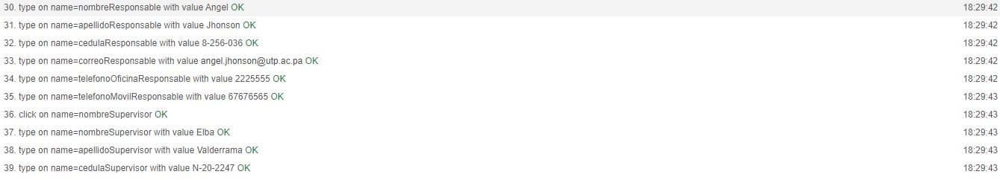 30. type on name=nombreResponsable with value Angel OK 18:29:42
31. type on name=apellidoResponsable with value Jhonson OK 18:29:42
32. type on name=cedulaResponsable with value 8-256-036 OK 18:29:42
33. type on name=correoResponsable with value angel.jhonson@utp.ac.pa OK 18:29:42
34. type on name=telefonoOficinaResponsable with value 2225555 OK 18:29:42
35. type on name=telefonoMovilResponsable with value 67676565 OK 18:29:43
36. click on name=nombreSupervisor OK 18:29:43
37. type on name=nombreSupervisor with value Elba OK 18:29:43
38. type on name=apellidoSupervisor with value Valderrama OK 18:29:43
39. type on name=cedulaSupervisor with value N-20-2247 OK 18:29:43